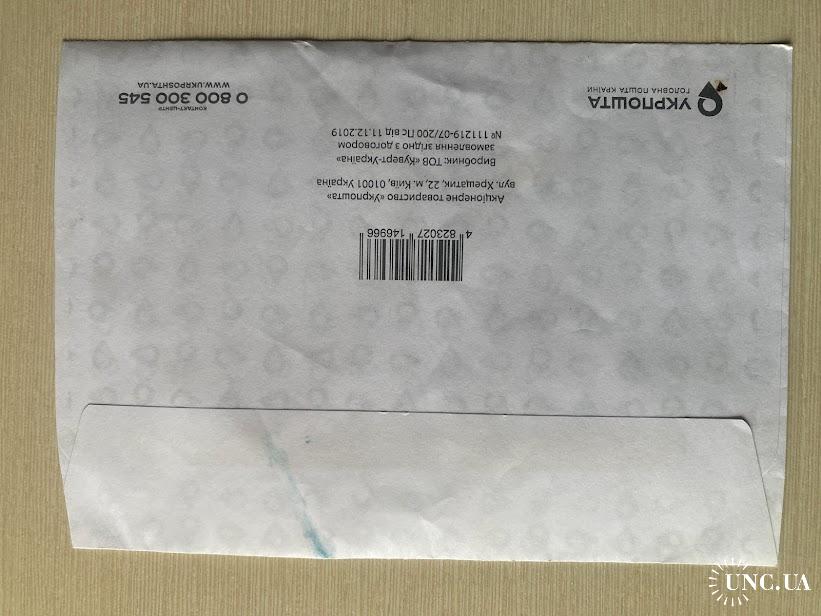 УКРПОШТА
ГОЛОВНА ПОШТА КРАЇНИ
КОНТАКТ-ЦЕНТР
0 800 300 545
WWW.UKRPOSHTA.UA
4 823027 146966
Акціонерне товариство «Укрпошта»
вул. Хрещатик, 22, м. Київ, 01001 Україна
Виробник: ТОВ «Куверт-Україна»
замовлення згідно з договором
№ 111219-07/200 Пс від 11.12.2019
UNC.UA